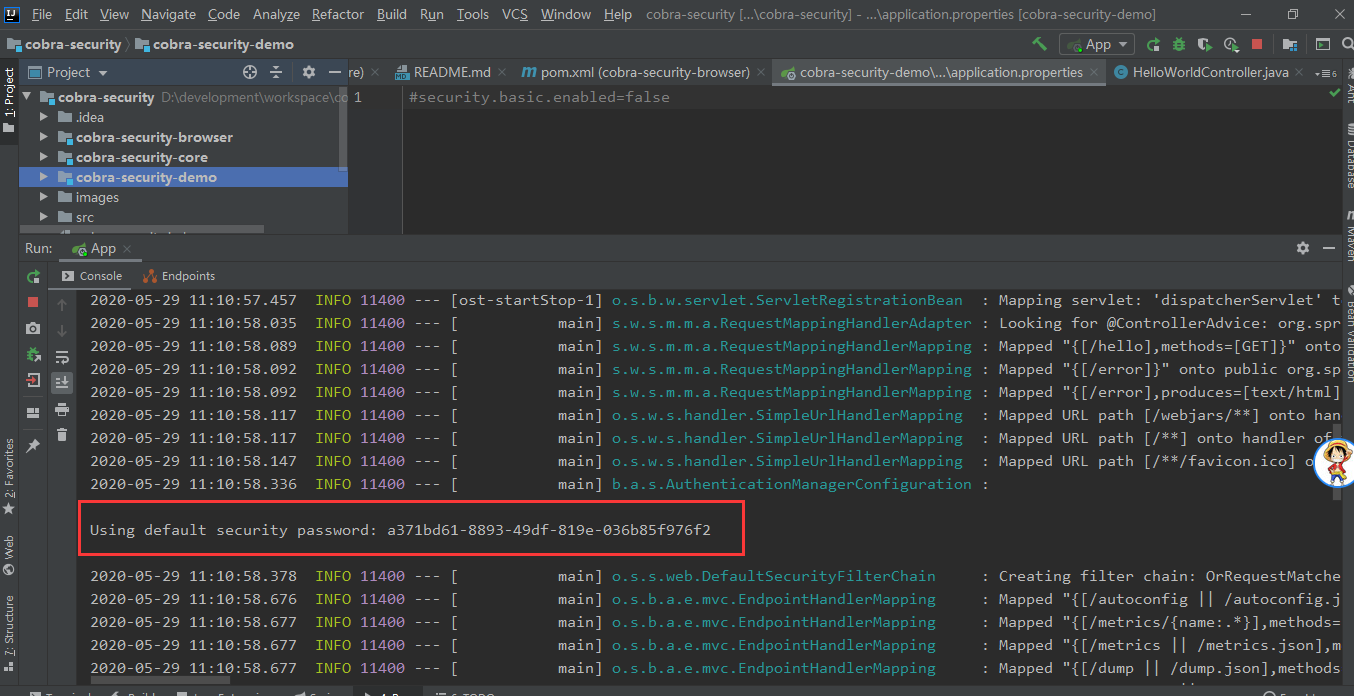 File Edit View Navigate Code Analyze Refactor Build Run Tools VCS Window Help cobra-security [...\cobra-security] - ...\application.properties [cobra-security-demo]
cobra-security cobra-security-demo App
Project re) README.md pom.xml (cobra-security-browser) cobra-security-demo\...\application.properties HelloWorldController.java 6
1: Project
cobra-security D:\development\workspace\co 1 #security.basic.enabled=false
.idea
cobra-security-browser
cobra-security-core
cobra-security-demo
images
src
Ant
Database
Maven
Bean Validation
Run: App
Console Endpoints
2020-05-29 11:10:57.457 INFO 11400 --- [ost-startStop-1] o.s.b.w.servlet.ServletRegistrationBean : Mapping servlet: 'dispatcherServlet' t
2020-05-29 11:10:58.035 INFO 11400 --- [ main] s.w.s.m.m.a.RequestMappingHandlerAdapter : Looking for @ControllerAdvice: org.spr
2020-05-29 11:10:58.089 INFO 11400 --- [ main] s.w.s.m.m.a.RequestMappingHandlerMapping : Mapped "{[/hello],methods=[GET]}" onto
2020-05-29 11:10:58.092 INFO 11400 --- [ main] s.w.s.m.m.a.RequestMappingHandlerMapping : Mapped "{[/error]}" onto public org.sp
2020-05-29 11:10:58.092 INFO 11400 --- [ main] s.w.s.m.m.a.RequestMappingHandlerMapping : Mapped "{[/error],produces=[text/html]
2020-05-29 11:10:58.117 INFO 11400 --- [ main] o.s.w.s.handler.SimpleUrlHandlerMapping : Mapped URL path [/webjars/**] onto han
2020-05-29 11:10:58.117 INFO 11400 --- [ main] o.s.w.s.handler.SimpleUrlHandlerMapping : Mapped URL path [/**] onto handler of
2020-05-29 11:10:58.147 INFO 11400 --- [ main] o.s.w.s.handler.SimpleUrlHandlerMapping : Mapped URL path [/**/favicon.ico] o
2020-05-29 11:10:58.336 INFO 11400 --- [ main] b.a.s.AuthenticationManagerConfiguration :
Using default security password: a371bd61-8893-49df-819e-036b85f976f2
2020-05-29 11:10:58.378 INFO 11400 --- [ main] o.s.s.web.DefaultSecurityFilterChain : Creating filter chain: OrRequestMatche
2020-05-29 11:10:58.676 INFO 11400 --- [ main] o.s.b.a.e.mvc.EndpointHandlerMapping : Mapped "{[/autoconfig || /autoconfig.j
2020-05-29 11:10:58.677 INFO 11400 --- [ main] o.s.b.a.e.mvc.EndpointHandlerMapping : Mapped "{[/metrics/{name:.*}],methods=
2020-05-29 11:10:58.677 INFO 11400 --- [ main] o.s.b.a.e.mvc.EndpointHandlerMapping : Mapped "{[/metrics || /metrics.json],m
2020-05-29 11:10:58.677 INFO 11400 --- [ main] o.s.b.a.e.mvc.EndpointHandlerMapping : Mapped "{[/dump || /dump.json],methods
2: Favorites
Web
7: Structure